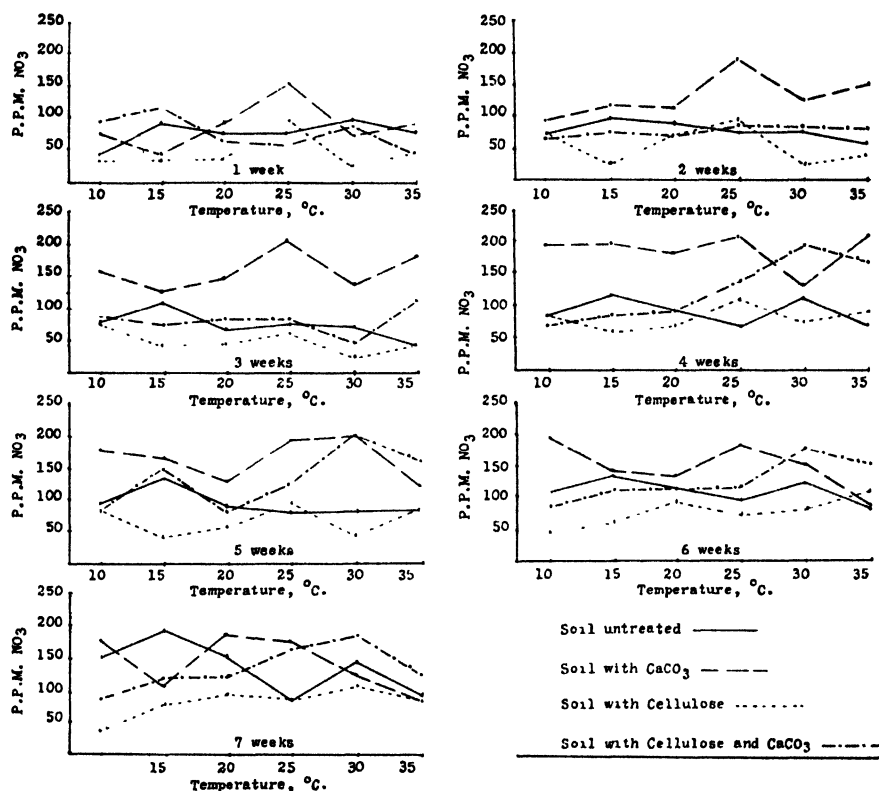 P.P.M. NO3
250
200
150
100
50
1 week
10 15 20 25 30 35
Temperature, °C.
P.P.M. NO3
250
200
150
100
50
2 weeks
10 15 20 25 30 35
Temperature, °C.
P.P.M. NO3
250
200
150
100
50
3 weeks
10 15 20 25 30 35
Temperature, °C.
P.P.M. NO3
250
200
150
100
50
4 weeks
10 15 20 25 30 35
Temperature, °C.
P.P.M. NO3
250
200
150
100
50
5 weeks
10 15 20 25 30 35
Temperature, °C.
P.P.M. NO3
250
200
150
100
50
6 weeks
10 15 20 25 30 35
Temperature, °C.
P.P.M. NO3
250
200
150
100
50
7 weeks
15 20 25 30 35
Temperature, °C.
Soil untreated
Soil with CaCO3
Soil with Cellulose
Soil with Cellulose and CaCO3